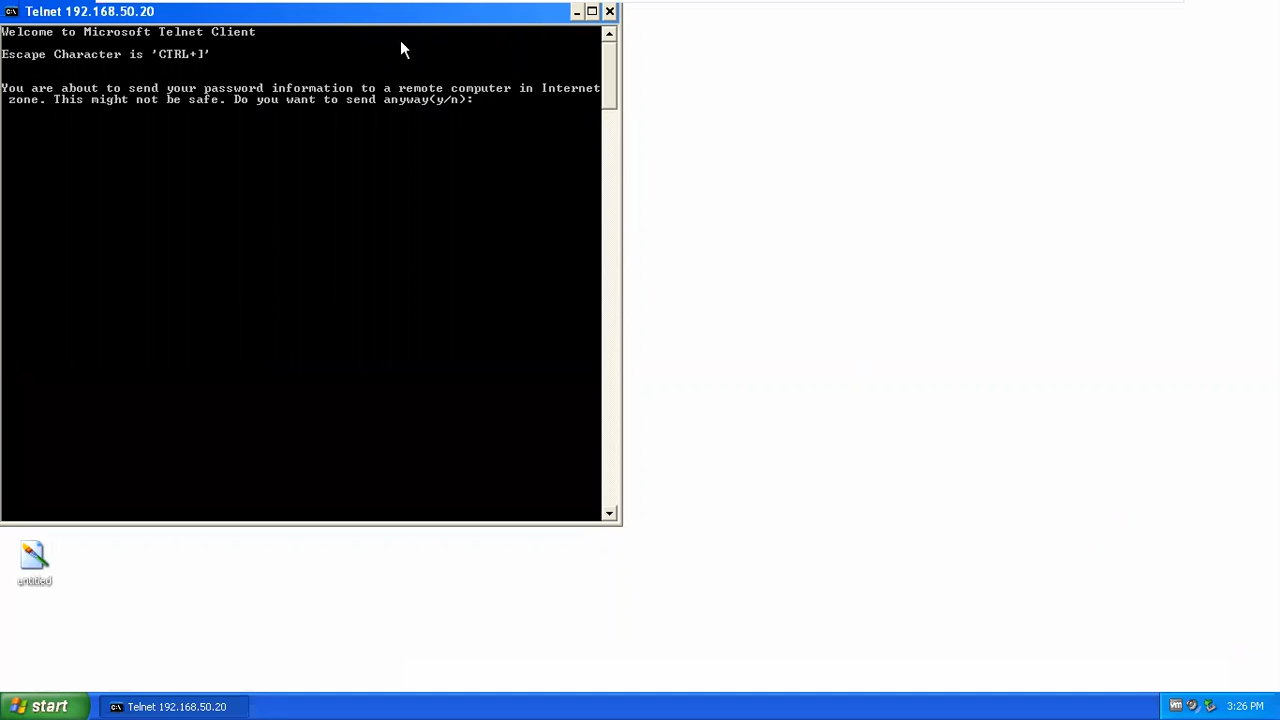 Telnet 192.168.50.20
Welcome to Microsoft Telnet Client
Escape Character is 'CTRL+]'
You are about to send your password information to a remote computer in Internet
zone. This might not be safe. Do you want to send anyway(y/n):
untitled
start
Telnet 192.168.50.20
3:26 PM